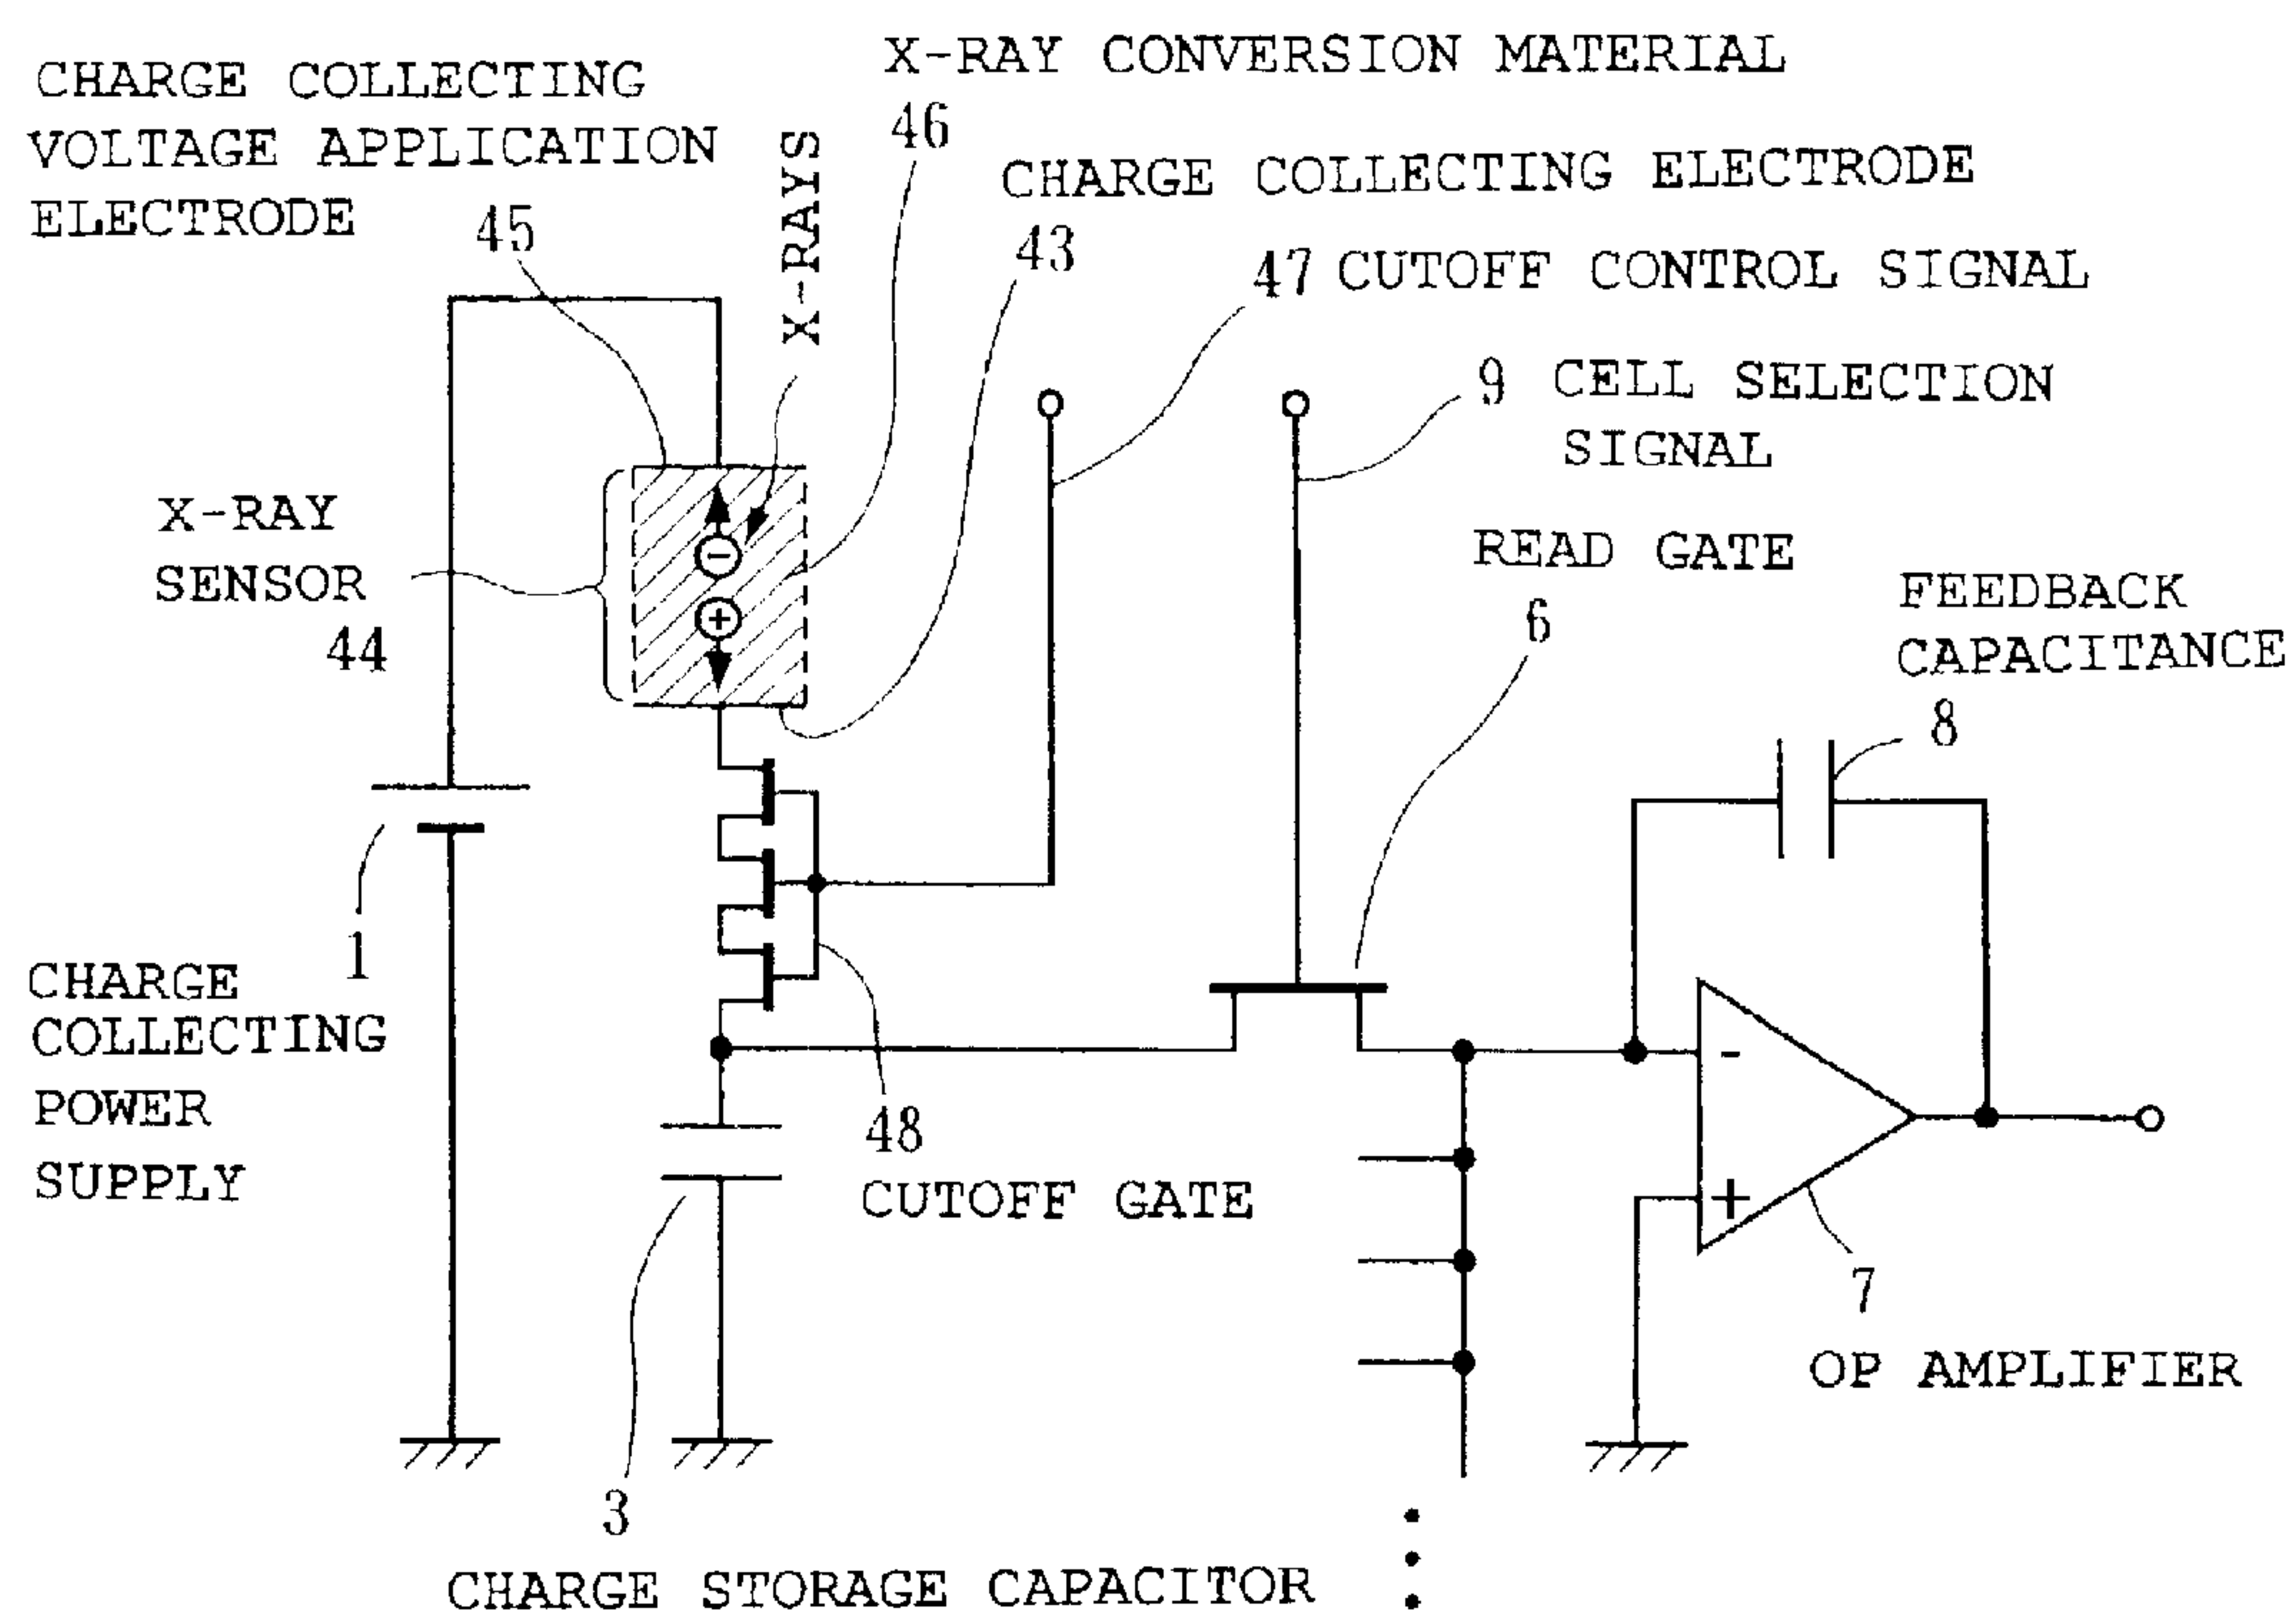 X-RAY CONVERSION MATERIAL
46
CHARGE COLLECTING
VOLTAGE APPLICATION
ELECTRODE 45
X-RAYS
CHARGE COLLECTING ELECTRODE
43
47 CUTOFF CONTROL SIGNAL
9 CELL SELECTION
SIGNAL
X-RAY
SENSOR
44
-
+
READ GATE
6
FEEDBACK
CAPACITANCE
8
1
CHARGE
COLLECTING
POWER
SUPPLY
48
CUTOFF GATE
-
+
7
OP AMPLIFIER
3
CHARGE STORAGE CAPACITOR